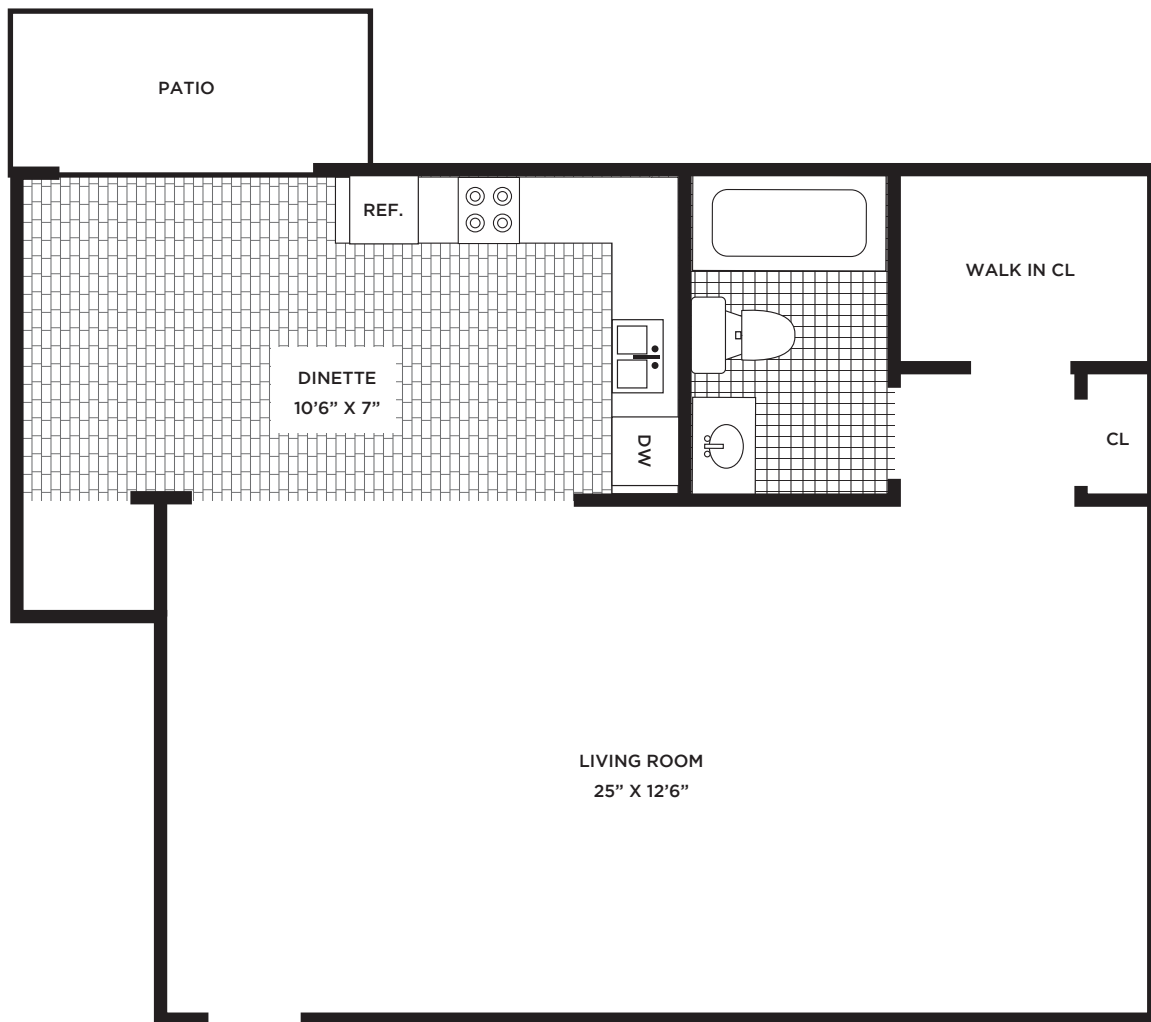 PATIO
REF.
WALK IN CL
DINETTE
10’6” X 7”
CL
DW
LIVING ROOM
25” X 12’6”